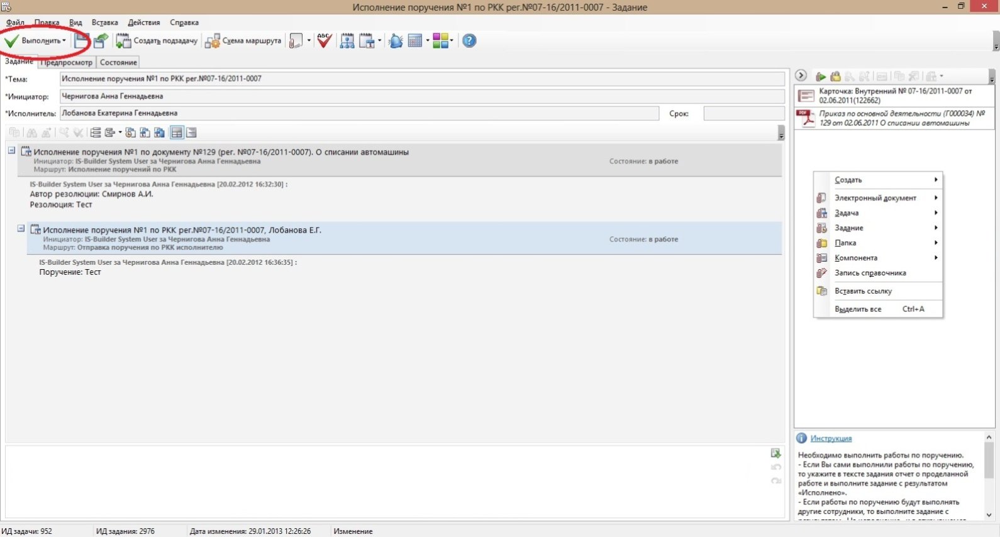 Исполнение поручения №1 по РКК рег.№07-16/2011-0007 - Задание
Файл Правка Вид Вставка Действия Справка
Выполнить ABC Создать подзадачу Схема маршрута
Задание Предпросмотр Состояние
*Тема: Исполнение поручения №1 по РКК рег.№07-16/2011-0007
*Инициатор: Чернигова Анна Геннадьевна
*Исполнитель: Лобанова Екатерина Геннадьевна Срок:
Исполнение поручения №1 по документу №129 (рег. №07-16/2011-0007). О списании автомашины
Инициатор: IS-Builder System User за Чернигова Анна Геннадьевна Состояние: в работе
Маршрут: Исполнение поручений по РКК
IS-Builder System User за Чернигова Анна Геннадьевна [20.02.2012 16:32:30] :
Автор резолюции: Смирнов А.И.
Резолюция: Тест
Исполнение поручения №1 по РКК рег.№07-16/2011-0007, Лобанова Е.Г.
Инициатор: IS-Builder System User за Чернигова Анна Геннадьевна Состояние: в работе
Маршрут: Отправка поручения по РКК исполнителю
IS-Builder System User за Чернигова Анна Геннадьевна [20.02.2012 16:36:35] :
Поручение: Тест
Карточка: Внутренний № 07-16/2011-0007 от
02.06.2011(122662)
PDF
Приказ по основной деятельности (Г000034) №
129 от 02.06.2011 О списании автомашины
Создать
Электронный документ
Задача
Задание
Папка
Компонента
Запись справочника
Вставить ссылку
Выделить все Ctrl+A
Инструкция
Необходимо выполнить работы по поручению.
- Если Вы сами выполнили работы по поручению,
то укажите в тексте задания отчет о проделанной
работе и выполните задание с результатом
«Исполнено».
- Если работы по поручению будут выполнять
другие сотрудники, то выполните задание с
ИД задачи: 952 ИД задания: 2976 Дата изменения: 29.01.2013 12:26:26 Изменение